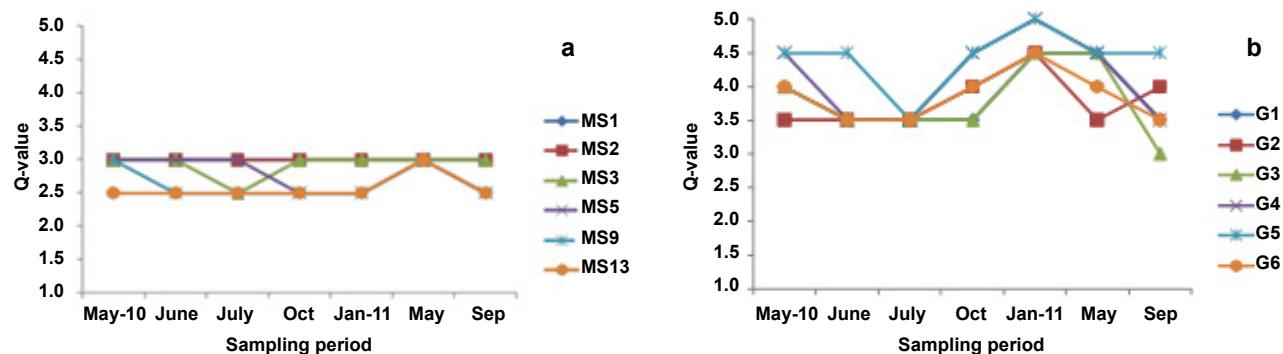 5.0
4.5
4.0
3.5
3.0
2.5
2.0
1.5
1.0
Q-value
May-10 June July Oct Jan-11 May Sep
Sampling period
a
MS1
MS2
MS3
MS5
MS9
MS13
5.0
4.5
4.0
3.5
3.0
2.5
2.0
1.5
1.0
Q-value
May-10 June July Oct Jan-11 May Sep
Sampling period
b
G1
G2
G3
G4
G5
G6